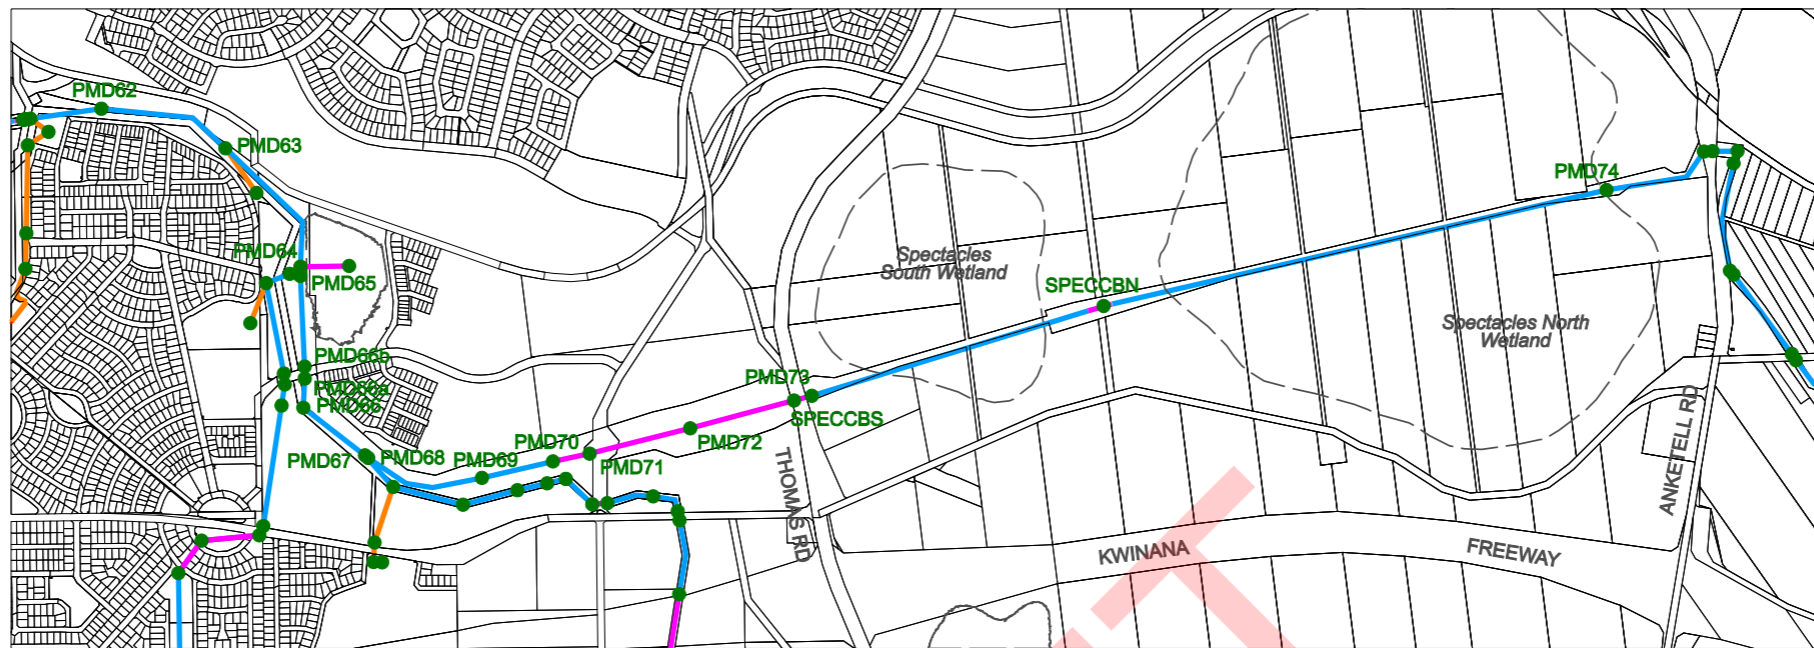 PMD62
PMD63
PMD64
PMD65
PMD66b
PMD66a
PMD66
PMD67
PMD68
PMD69
PMD70
PMD71
PMD72
PMD73
SPECCBS
SPECCBN
PMD74
Spectacles
South Wetland
Spectacles North
Wetland
THOMAS RD
KWINANA
FREEWAY
ANKETELL RD